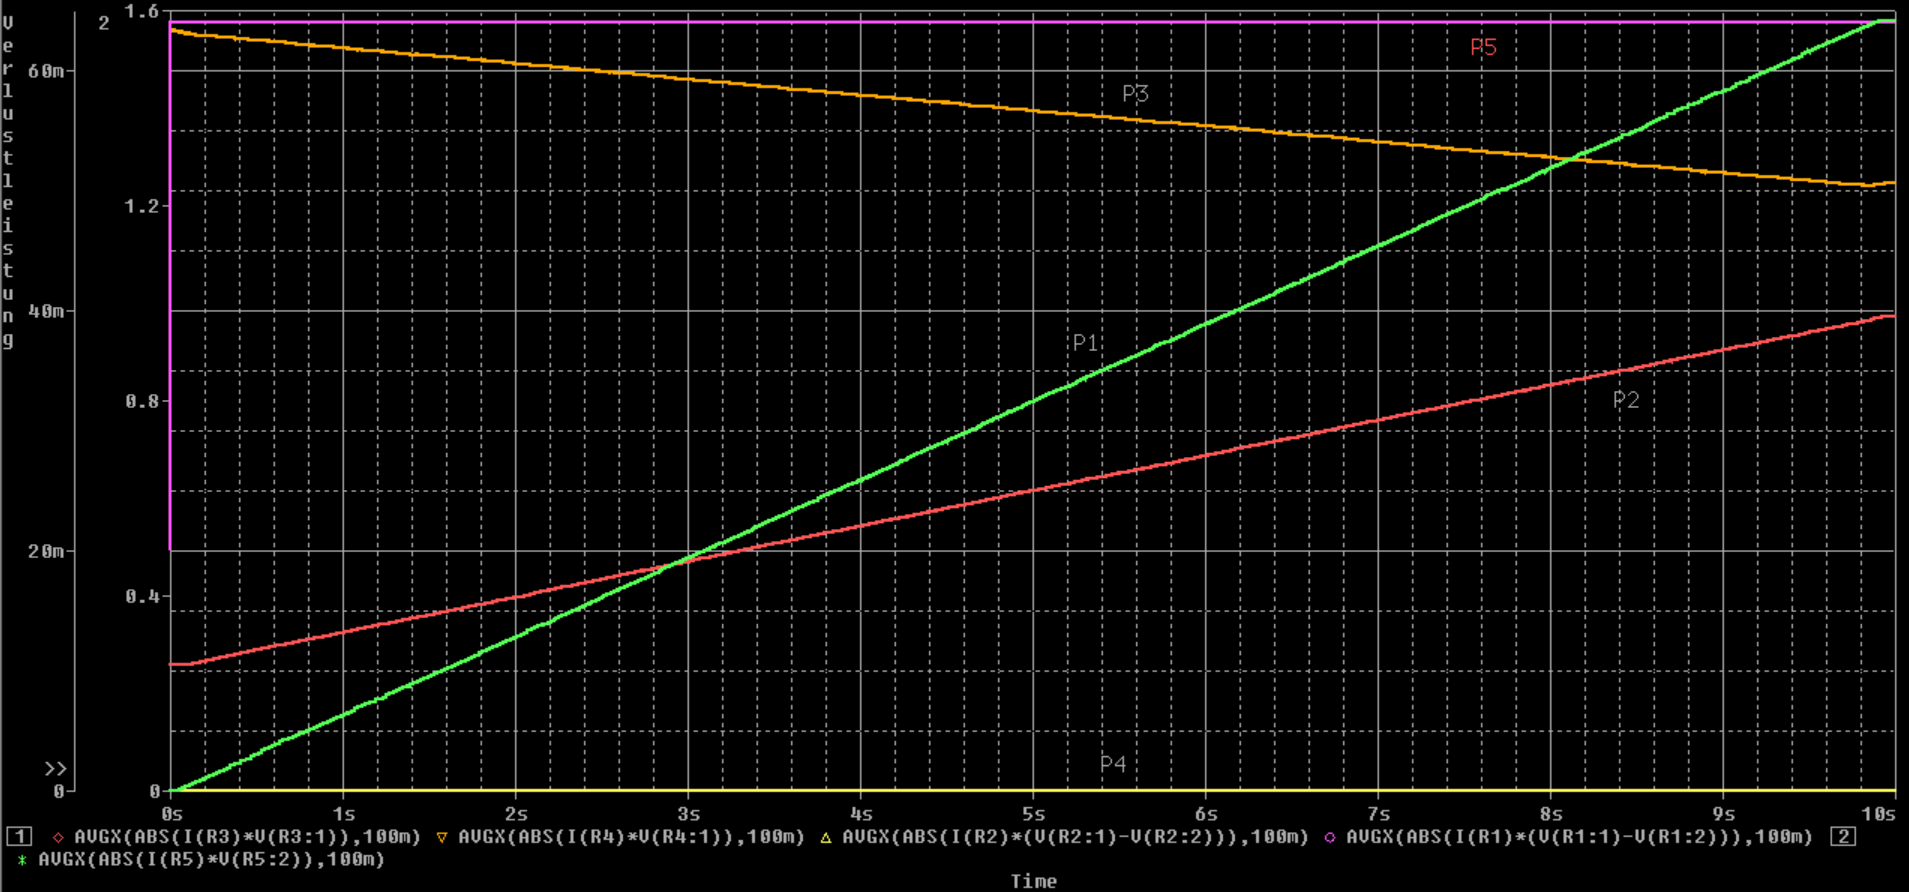 Verlustleistung
2
1.6
60m
1.2
40m
0.8
20m
0.4
>>
0
0
P5
P3
P1
P2
P4
0s 1s 2s 3s 4s 5s 6s 7s 8s 9s 10s
1 AVGX(ABS(I(R3)*V(R3:1)),100m) AVGX(ABS(I(R4)*V(R4:1)),100m) AVGX(ABS(I(R2)*(V(R2:1)-V(R2:2))),100m) AVGX(ABS(I(R1)*(V(R1:1)-V(R1:2))),100m) 2
AVGX(ABS(I(R5)*V(R5:2)),100m)
Time